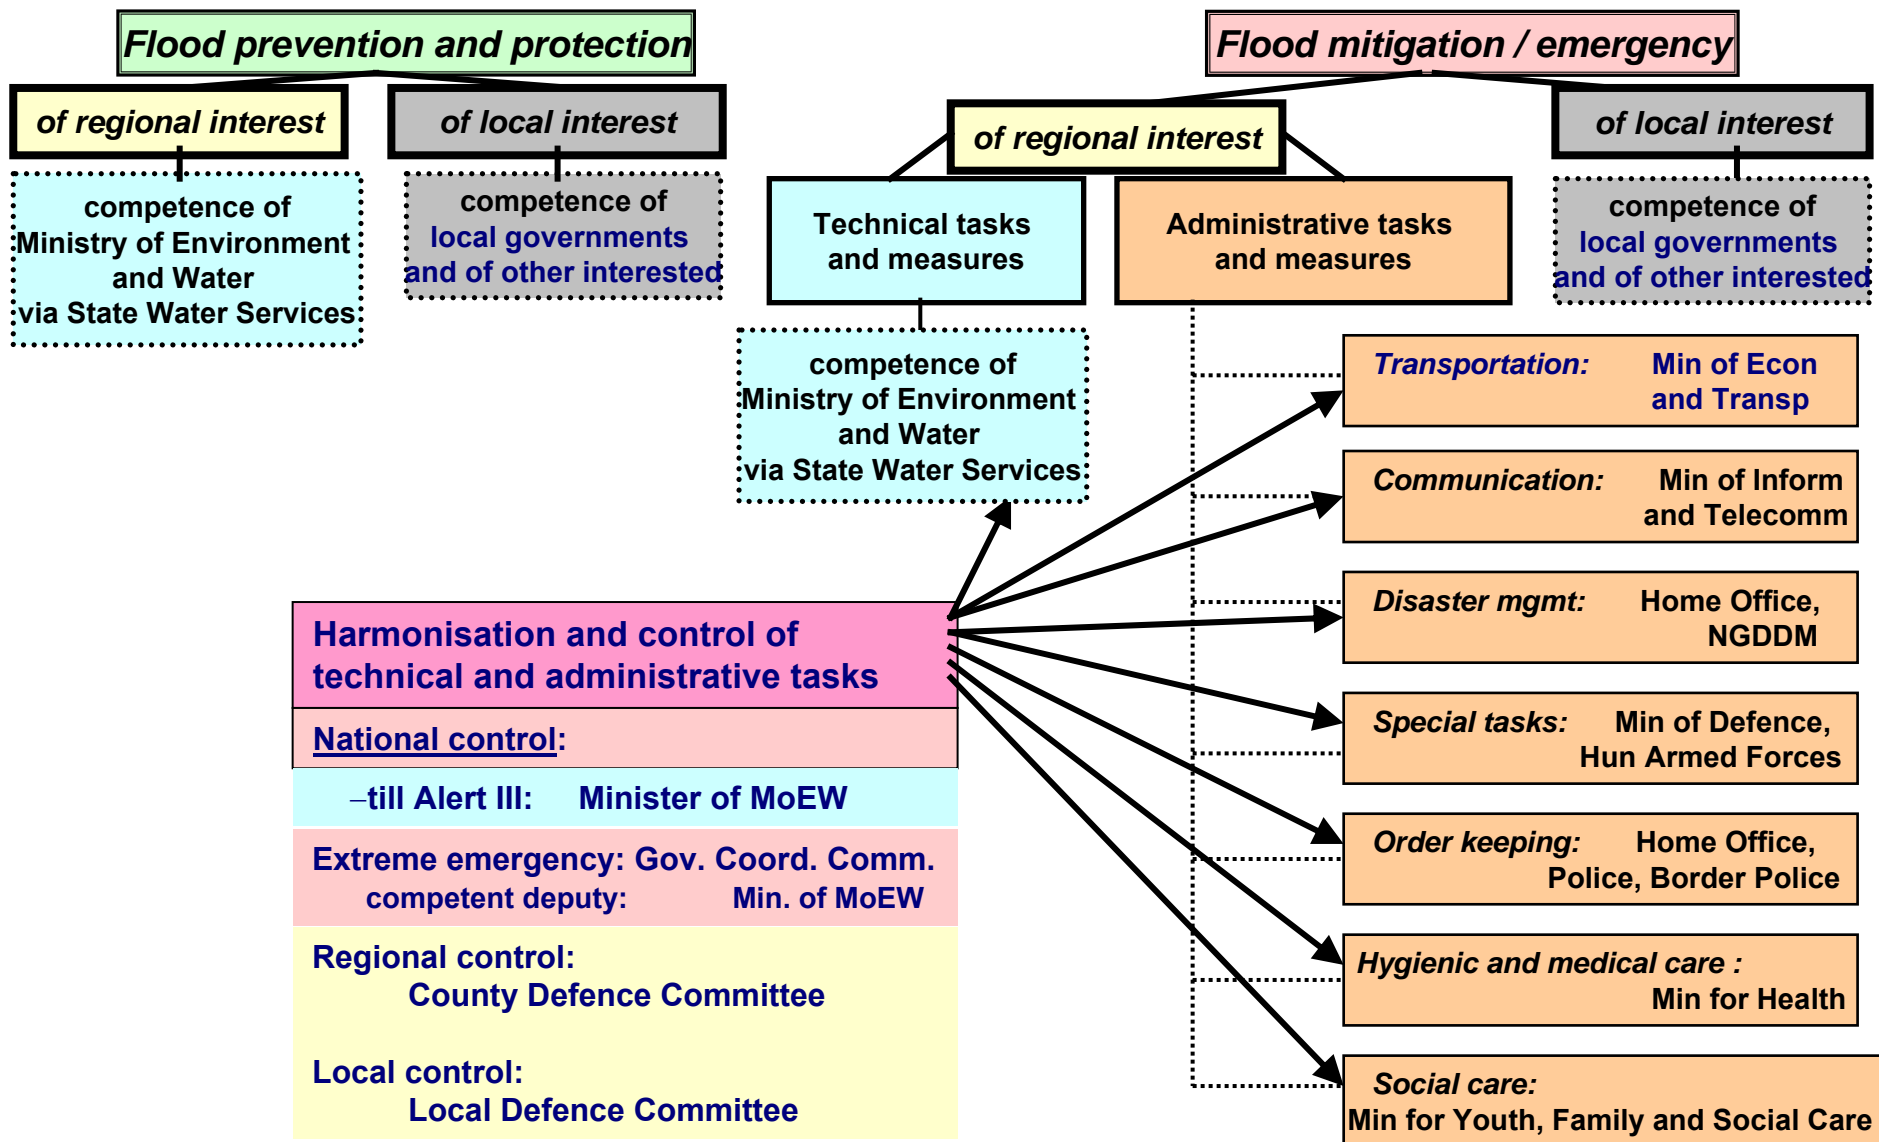 Flood prevention and protection
of regional interest
competence of
Ministry of Environment
and Water
via State Water Services
of local interest
competence of
local governments
and of other interested
Flood mitigation / emergency
of regional interest
Technical tasks
and measures
competence of
Ministry of Environment
and Water
via State Water Services
Administrative tasks
and measures
of local interest
competence of
local governments
and of other interested
Transportation: Min of Econ
and Transp
Communication: Min of Inform
and Telecomm
Disaster mgmt: Home Office,
NGDDM
Special tasks: Min of Defence,
Hun Armed Forces
Order keeping: Home Office,
Police, Border Police
Hygienic and medical care :
Min for Health
Social care:
Min for Youth, Family and Social Care
Harmonisation and control of
technical and administrative tasks
National control:
–till Alert III: Minister of MoEW
Extreme emergency: Gov. Coord. Comm.
competent deputy: Min. of MoEW
Regional control:
County Defence Committee
Local control:
Local Defence Committee